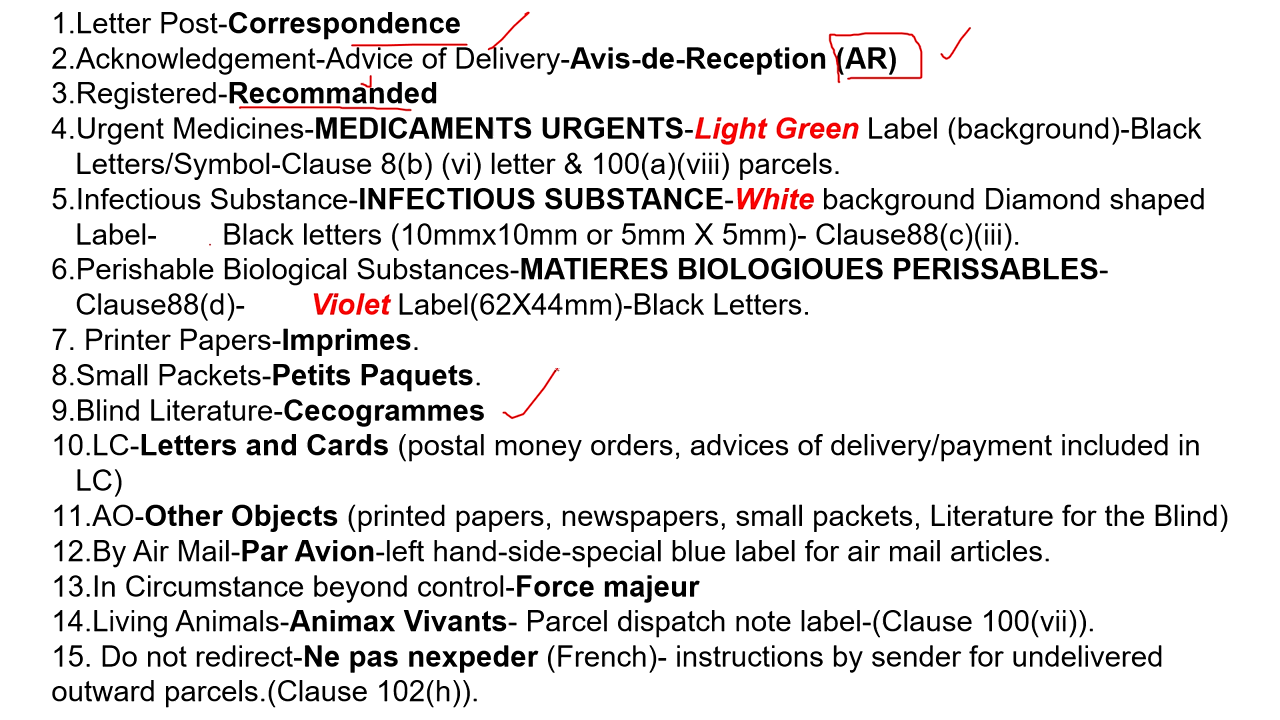 1.Letter Post-Correspondence
2.Acknowledgement-Advice of Delivery-Avis-de-Reception (AR)
3.Registered-Recommanded
4.Urgent Medicines-MEDICAMENTS URGENTS-Light Green Label (background)-Black
Letters/Symbol-Clause 8(b) (vi) letter & 100(a)(viii) parcels.
5.Infectious Substance-INFECTIOUS SUBSTANCE-White background Diamond shaped
Label- Black letters (10mmx10mm or 5mm X 5mm)- Clause88(c)(iii).
6.Perishable Biological Substances-MATIERES BIOLOGIOUES PERISSABLES-
Clause88(d)- Violet Label(62X44mm)-Black Letters.
7. Printer Papers-Imprimes.
8.Small Packets-Petits Paquets.
9.Blind Literature-Cecogrammes
10.LC-Letters and Cards (postal money orders, advices of delivery/payment included in
LC)
11.AO-Other Objects (printed papers, newspapers, small packets, Literature for the Blind)
12.By Air Mail-Par Avion-left hand-side-special blue label for air mail articles.
13.In Circumstance beyond control-Force majeur
14.Living Animals-Animax Vivants- Parcel dispatch note label-(Clause 100(vii)).
15. Do not redirect-Ne pas nexpeder (French)- instructions by sender for undelivered
outward parcels.(Clause 102(h)).